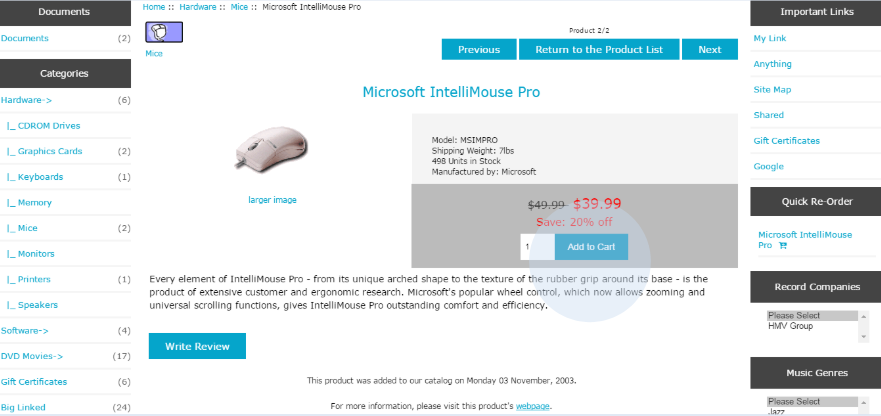 Documents
Documents (2)
Categories
Hardware-> (6)
|_ CDROM Drives
|_ Graphics Cards (2)
|_ Keyboards (1)
|_ Memory
|_ Mice (2)
|_ Monitors
|_ Printers (1)
|_ Speakers
Software-> (4)
DVD Movies-> (17)
Gift Certificates (6)
Big Linked (24)
Home :: Hardware :: Mice :: Microsoft IntelliMouse Pro
Mice
Product 2/2
Previous Return to the Product List Next
Microsoft IntelliMouse Pro
larger image
Model: MSIMPRO
Shipping Weight: 7lbs
498 Units in Stock
Manufactured by: Microsoft
$49.99 $39.99
Save: 20% off
1 Add to Cart
Every element of IntelliMouse Pro - from its unique arched shape to the texture of the rubber grip around its base - is the
product of extensive customer and ergonomic research. Microsoft's popular wheel control, which now allows zooming and
universal scrolling functions, gives IntelliMouse Pro outstanding comfort and efficiency.
Write Review
This product was added to our catalog on Monday 03 November, 2003.
For more information, please visit this product's webpage.
Important Links
My Link
Anything
Site Map
Shared
Gift Certificates
Google
Quick Re-Order
Microsoft IntelliMouse
Pro
Record Companies
Please Select
HMV Group
Music Genres
Please Select
Jazz